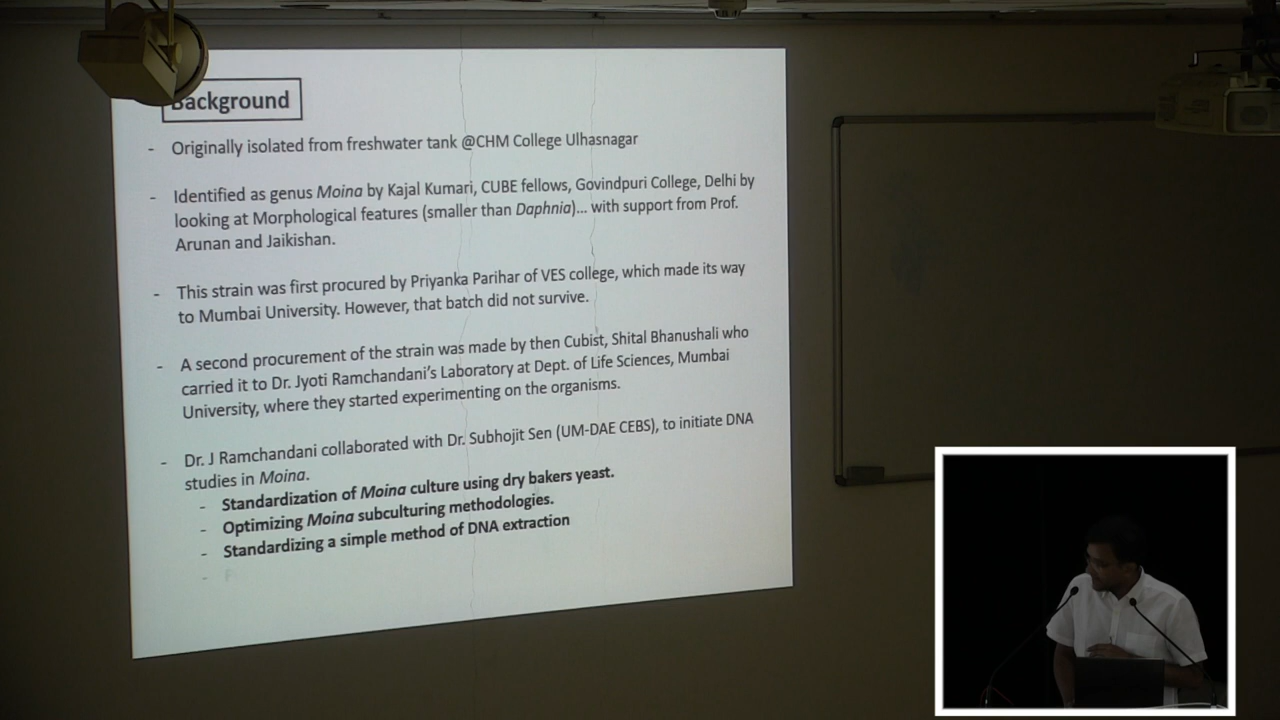 Background
- Originally isolated from freshwater tank @CHM College Ulhasnagar
- Identified as genus Moina by Kajal Kumari, CUBE fellows, Govindpuri College, Delhi by
looking at Morphological features (smaller than Daphnia)... with support from Prof.
Arunan and Jaikishan.
- This strain was first procured by Priyanka Parihar of VES college, which made its way
to Mumbai University. However, that batch did not survive.
- A second procurement of the strain was made by then Cubist, Shital Bhanushali who
carried it to Dr. Jyoti Ramchandani's Laboratory at Dept. of Life Sciences, Mumbai
University, where they started experimenting on the organisms.
- Dr. J Ramchandani collaborated with Dr. Subhojit Sen (UM-DAE CEBS), to initiate DNA
studies in Moina.
- Standardization of Moina culture using dry bakers yeast.
- Optimizing Moina subculturing methodologies.
- Standardizing a simple method of DNA extraction